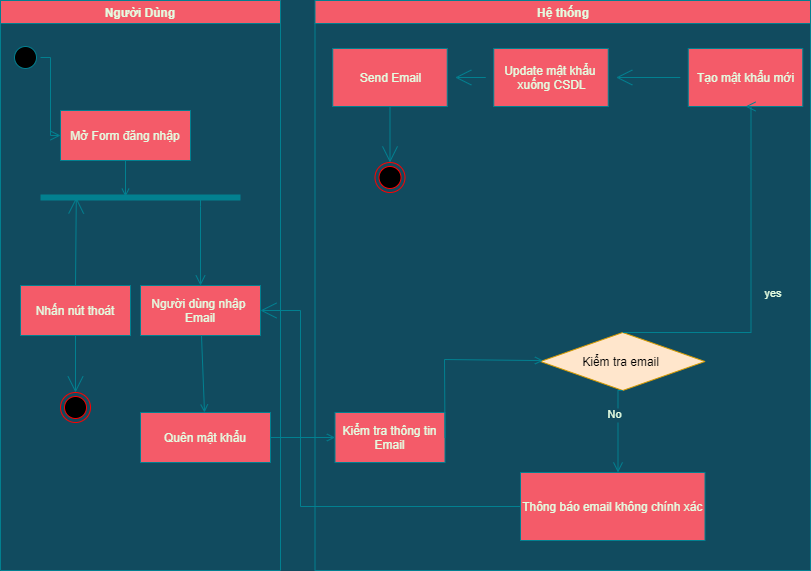 Người Dùng
Hệ thống
Send Email
Update mật khẩu
xuống CSDL
Tạo mật khẩu mới
Mở Form đăng nhập
Nhấn nút thoát
Người dùng nhập
Email
yes
Kiểm tra email
No
Quên mật khẩu
Kiểm tra thông tin
Email
Thông báo email không chính xác